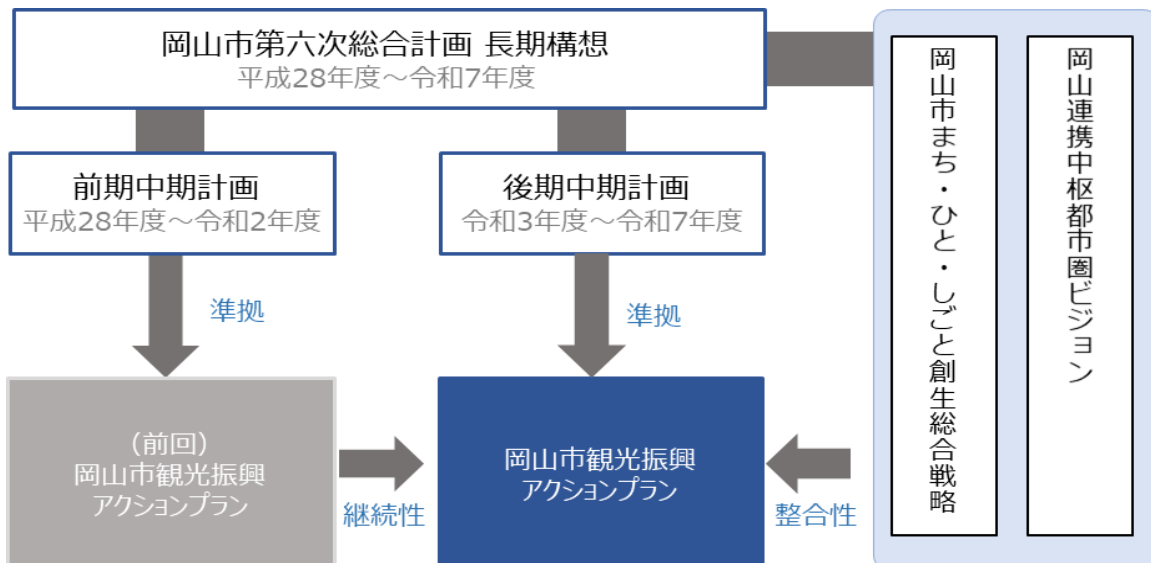 岡山市第六次総合計画 長期構想
平成28年度～令和7年度
前期中期計画
平成28年度～令和2年度
後期中期計画
令和3年度～令和7年度
準拠
準拠
(前回)
岡山市観光振興
アクションプラン
継続性
岡山市観光振興
アクションプラン
整合性
岡山市まち・ひと・しごと創生総合戦略
岡山連携中枢都市圏ビジョン